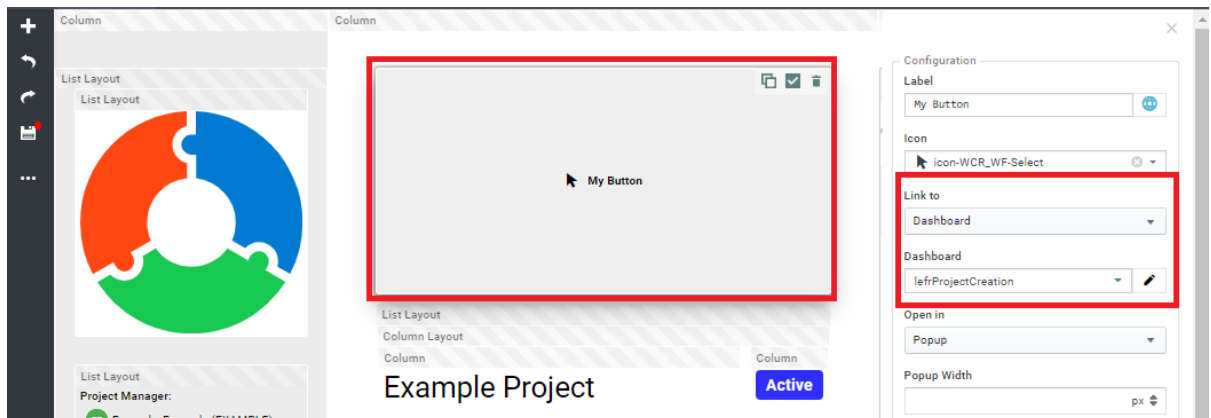 Column
Column
List Layout
List Layout
My Button
List Layout
Column Layout
Column
Column
Example Project
Active
List Layout
Project Manager:
Configuration
Label
My Button
Icon
icon-WCR_WF-Select
Link to
Dashboard
Dashboard
lefrProjectCreation
Open in
Popup
Popup Width
px